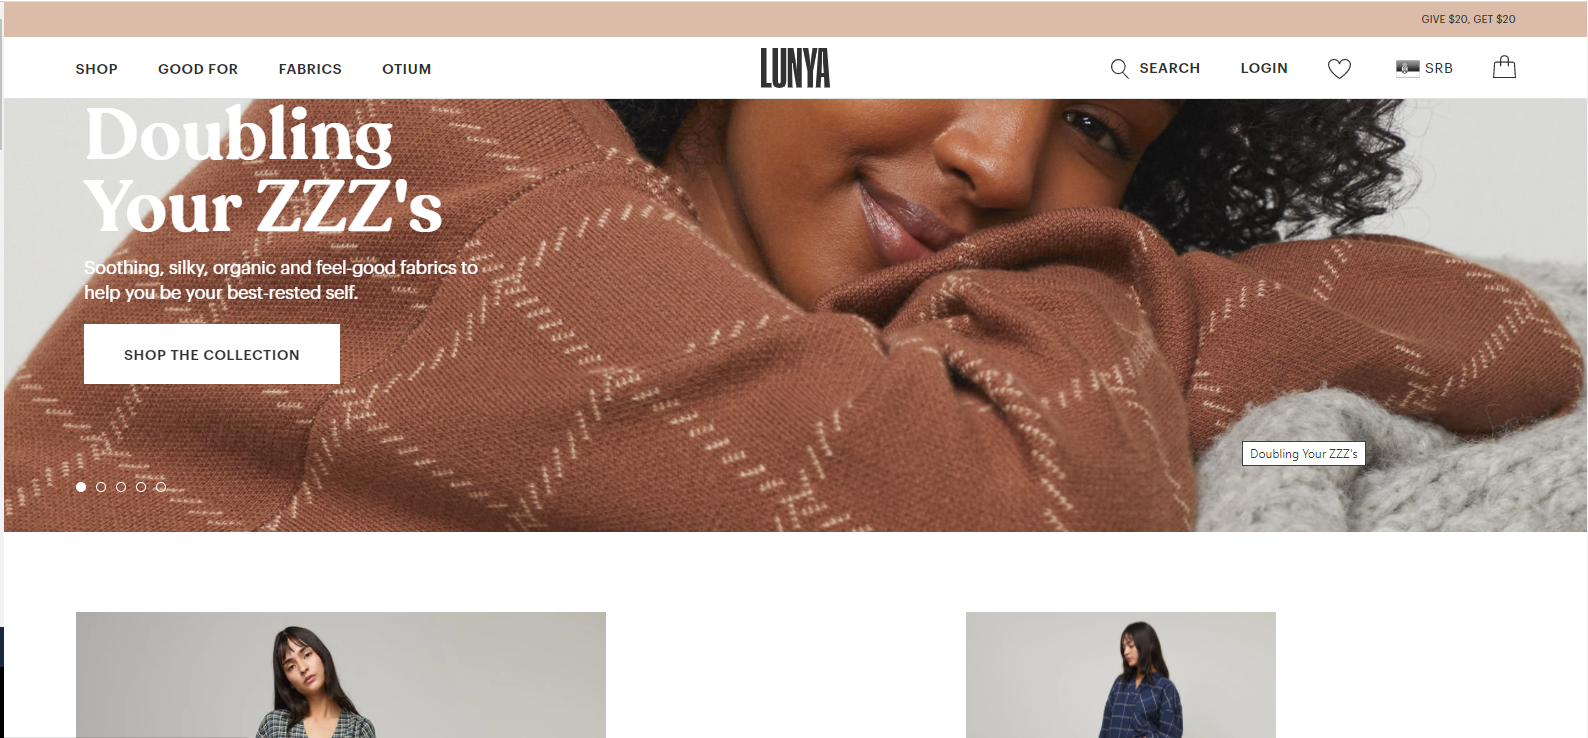 GIVE $20, GET $20
SHOP GOOD FOR FABRICS OTIUM LUNYA SEARCH LOGIN SRB
Doubling
Your ZZZ's
Soothing, silky, organic and feel-good fabrics to
help you be your best-rested self.
SHOP THE COLLECTION
Doubling Your ZZZ's